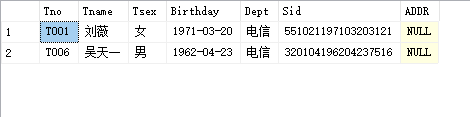 Tno Tname Tsex Birthday Dept Sid ADDR
1 T001 刘薇 女 1971-03-20 电信 551021197103203121 NULL
2 T006 吴天一 男 1962-04-23 电信 320104196204237516 NULL